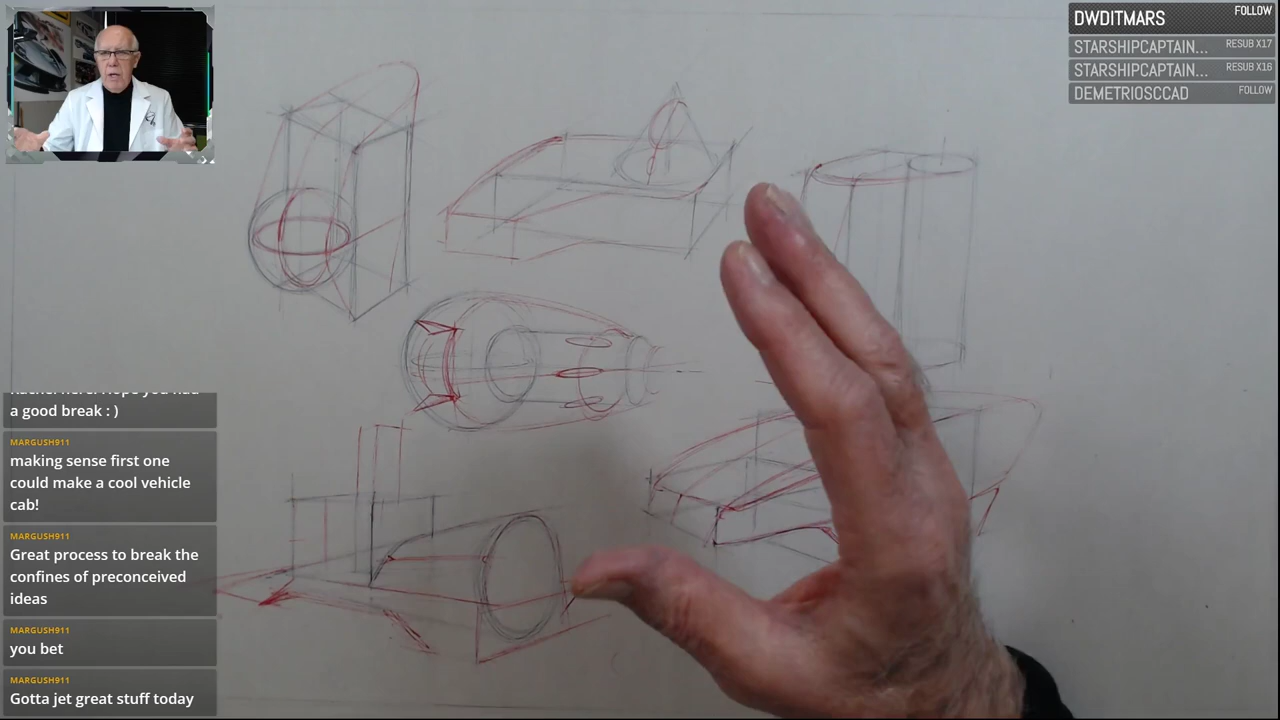 DWDITMARS
FOLLOW
STARSHIPCAPTAIN...
RESUB X17
STARSHIPCAPTAIN...
RESUB X16
DEMETRIOSCCAD
FOLLOW
a good break : )
MARGUSH911
making sense first one
could make a cool vehicle
cab!
MARGUSH911
Great process to break the
confines of preconceived
ideas
MARGUSH911
you bet
MARGUSH911
Gotta jet great stuff today